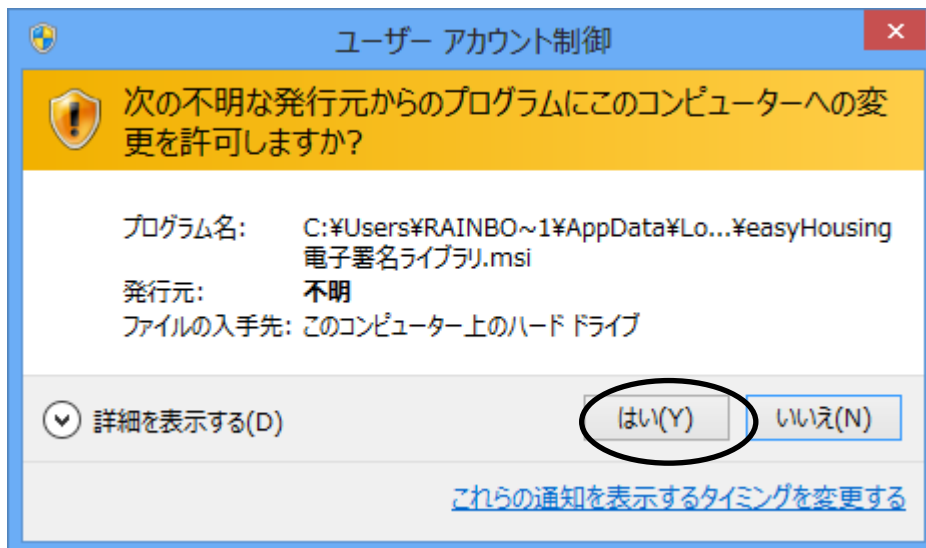 ユーザー アカウント制御
次の不明な発行元からのプログラムにこのコンピューターへの変
更を許可しますか?
プログラム名: C:¥Users¥RAINBO~1¥AppData¥Lo...¥easyHousing
電子署名ライブラリ.msi
発行元: 不明
ファイルの入手先: このコンピューター上のハード ドライブ
詳細を表示する(D) はい(Y) いいえ(N)
これらの通知を表示するタイミングを変更する